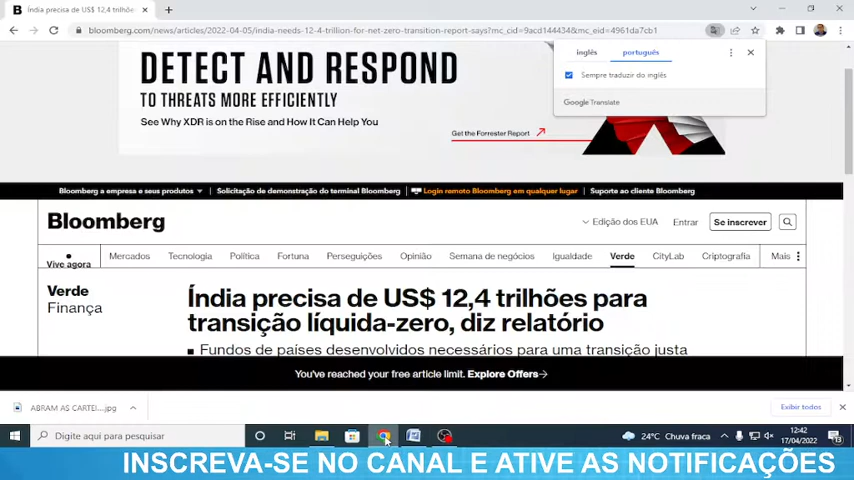 B Índia precisa de US$ 12,4 trilhões
bloomberg.com/news/articles/2022-04-05/india-needs-12-4-trillion-for-net-zero-transition-report-says?mc_cid=9acd144434&mc_eid=4961da7cb1
inglês português
Sempre traduzir do inglês
Google Translate
DETECT AND RESPOND
TO THREATS MORE EFFICIENTLY
See Why XDR is on the Rise and How It Can Help You
Get the Forrester Report
Bloomberg a empresa e seus produtos Solicitação de demonstração do terminal Bloomberg Login remoto Bloomberg em qualquer lugar Suporte ao cliente Bloomberg
Bloomberg
Edição dos EUA Entrar Se inscrever
Vive agora Mercados Tecnologia Política Fortuna Perseguições Opinião Semana de negócios Igualdade Verde CityLab Criptografia Mais
Verde
Finança
Índia precisa de US$ 12,4 trilhões para
transição líquida-zero, diz relatório
Fundos de países desenvolvidos necessários para uma transição justa
You've reached your free article limit. Explore Offers
ABRAM AS CARTEI....jpg
Exibir todos
Digite aqui para pesquisar
24°C Chuva fraca
12:42
17/04/2022
13
INSCREVA-SE NO CANAL E ATIVE AS NOTIFICAÇÕES